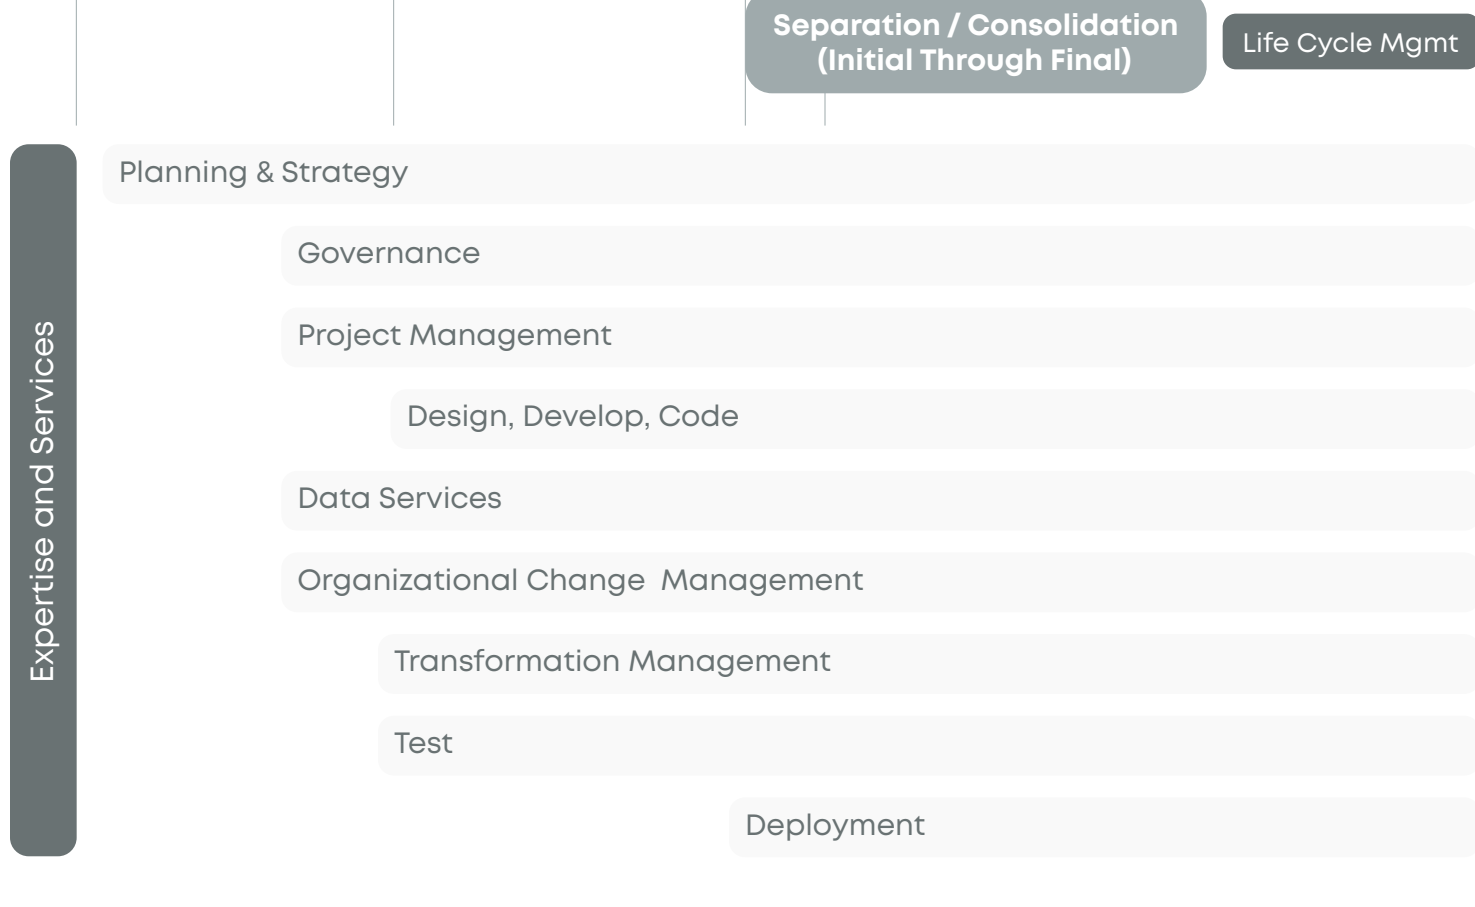 Separation / Consolidation
(Initial Through Final)
Life Cycle Mgmt
Expertise and Services
Planning & Strategy
Governance
Project Management
Design, Develop, Code
Data Services
Organizational Change  Management
Transformation Management
Test
Deployment